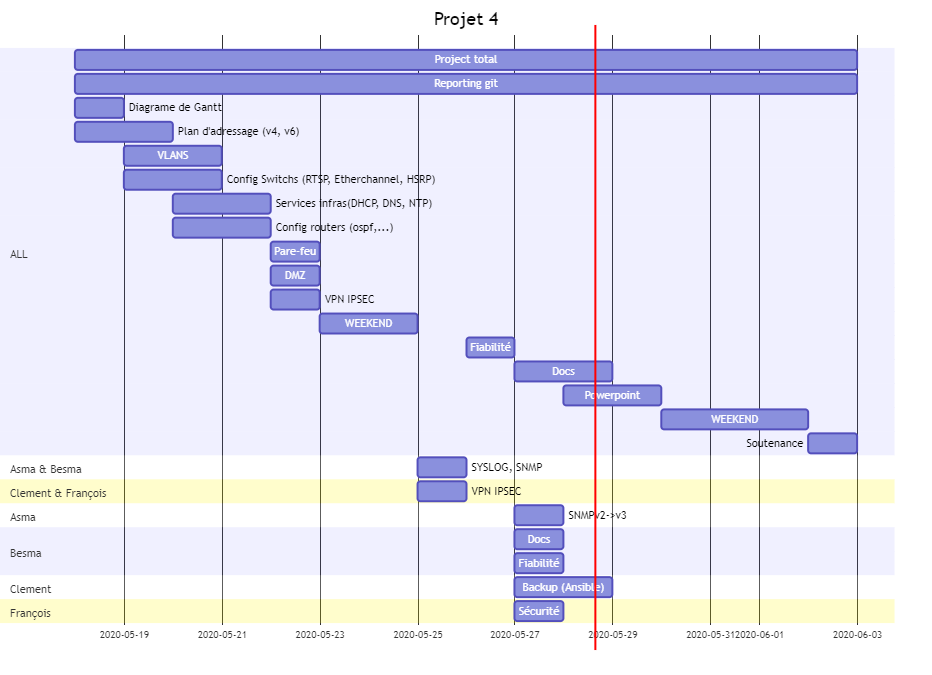 Projet 4
Project total
Reporting git
Diagrame de Gantt
Plan d'adressage (v4, v6)
VLANS
Config Switchs (RTSP, Etherchannel, HSRP)
Services infras(DHCP, DNS, NTP)
Config routers (ospf,...)
ALL
Pare-feu
DMZ
VPN IPSEC
WEEKEND
Fiabilité
Docs
Powerpoint
WEEKEND
Soutenance
Asma & Besma
SYSLOG, SNMP
Clement & François
VPN IPSEC
Asma
SNMPv2->v3
Besma
Docs
Fiabilité
Clement
Backup (Ansible)
François
Sécurité
2020-05-19 2020-05-21 2020-05-23 2020-05-25 2020-05-27 2020-05-29 2020-05-31 2020-06-01 2020-06-03